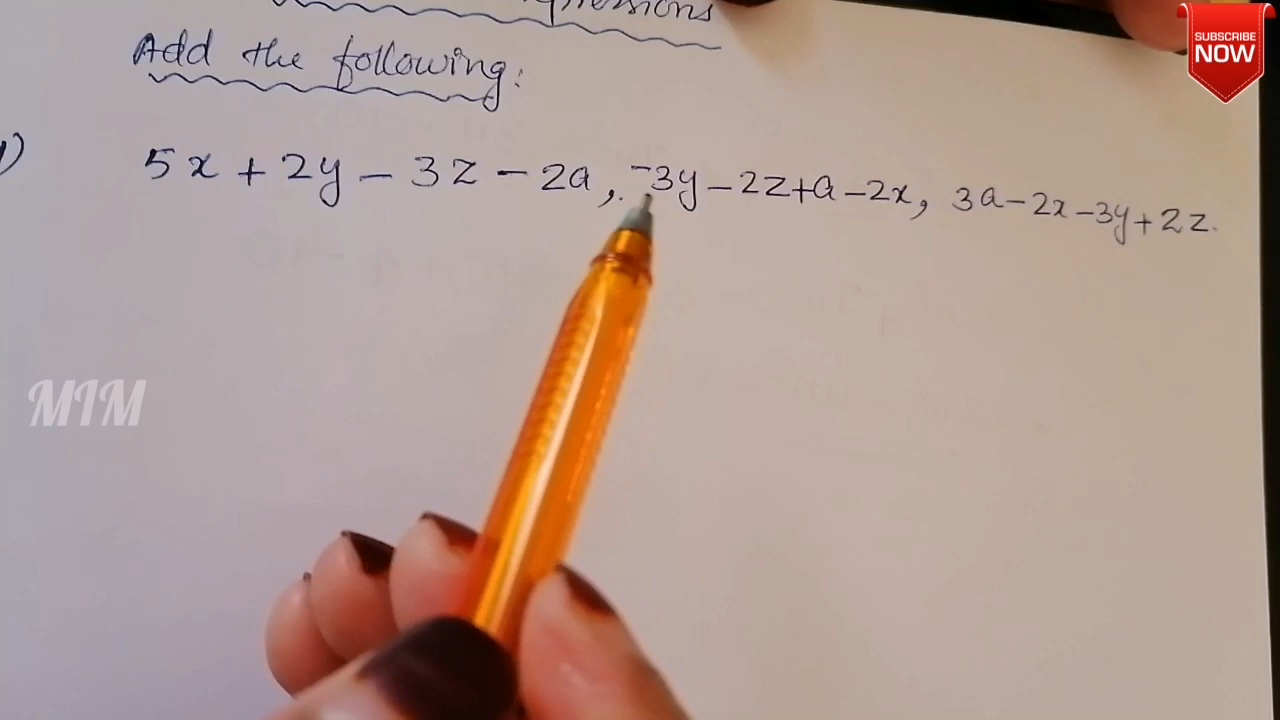 Add the following:
1) 5x + 2y - 3z - 2a, -3y - 2z + a - 2x, 3a - 2x - 3y + 2z.
SUBSCRIBE
NOW
MIM